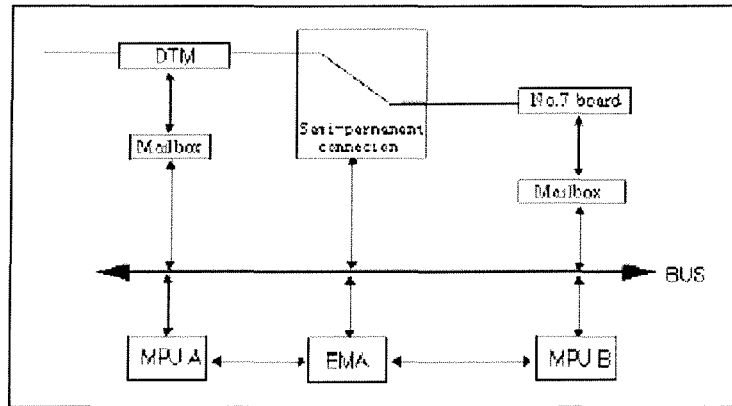 DTM
No.7 board
Semi-permanent
connection
Mailbox
Mailbox
BUS
MPU A
EMA
MPU B